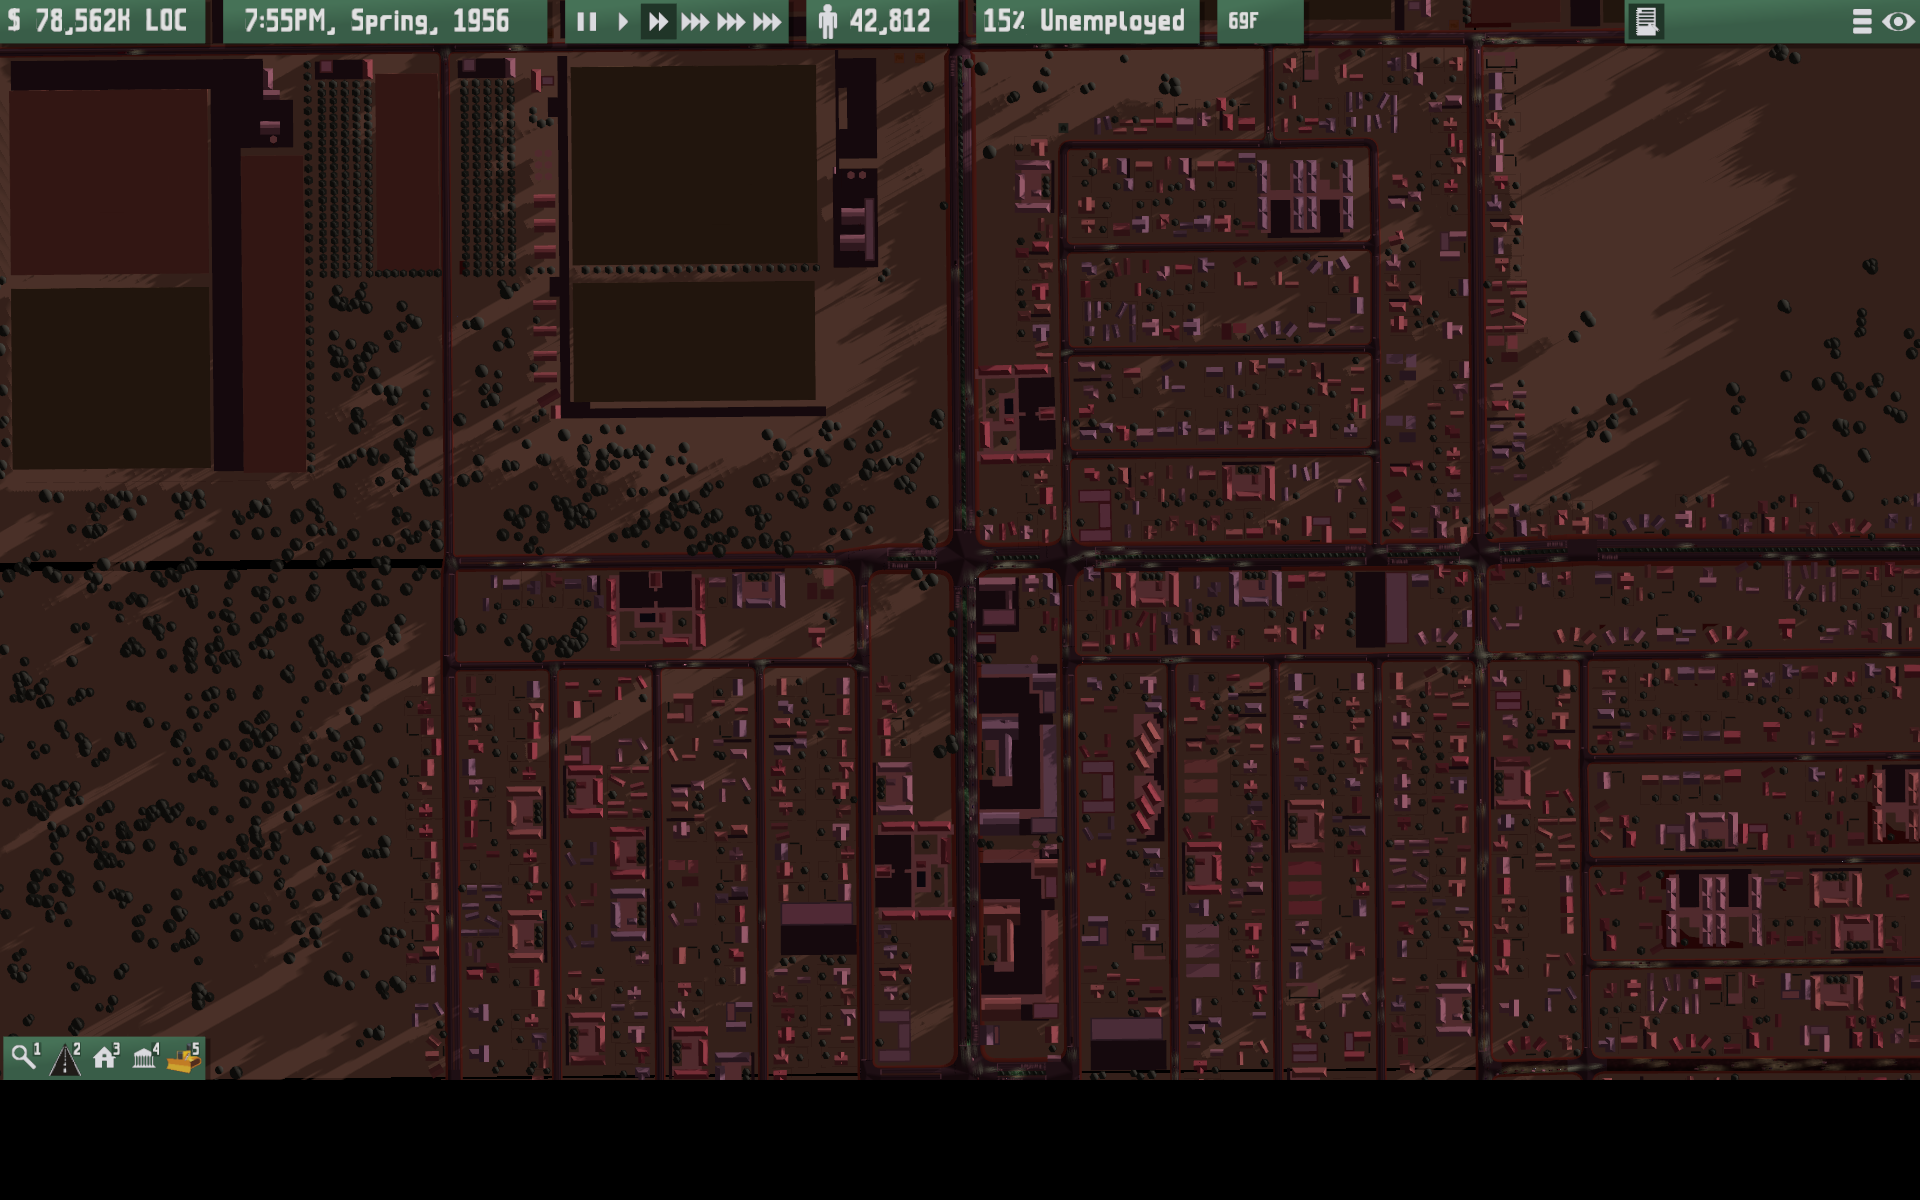 $ 78,562K LOC
7:55PM, Spring, 1956
42,812
15% Unemployed
69F
1
2
3
4
5